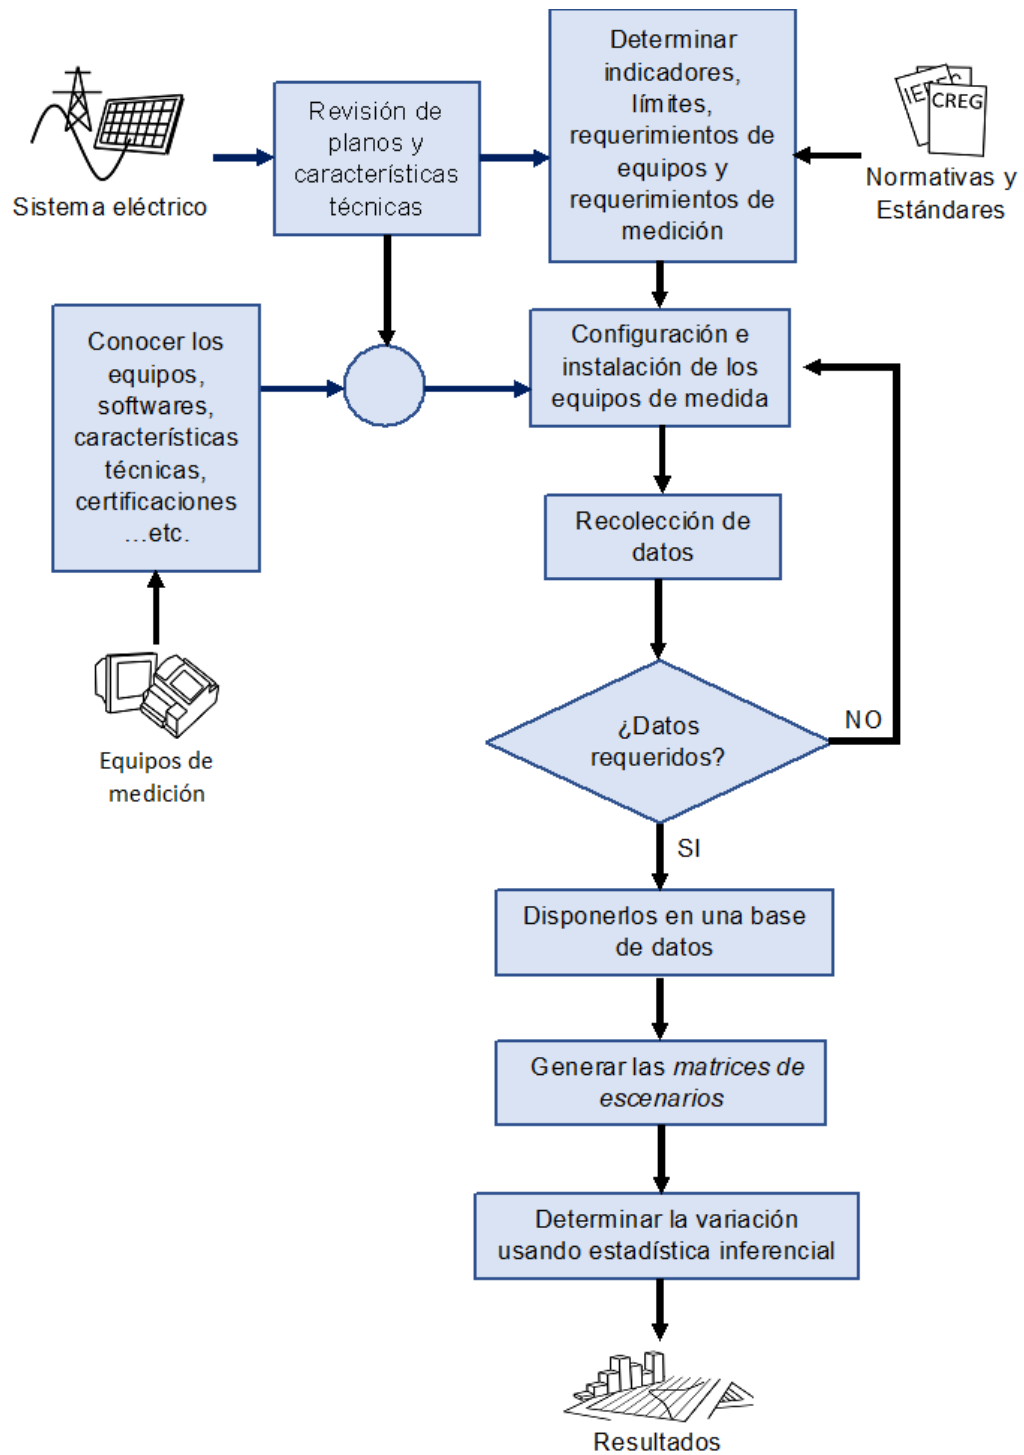 Determinar
indicadores,
límites,
requerimientos de
equipos y
requerimientos de
medición
Revisión de
planos y
características
técnicas
CREG
Sistema eléctrico
Normativas y
Estándares
Conocer los
equipos,
softwares,
características
técnicas,
certificaciones
...etc.
Configuración e
instalación de los
equipos de medida
Recolección de
datos
Equipos de
medición
¿Datos
requeridos?
NO
SI
Disponerlos en una base
de datos
Generar las matrices de
escenarios
Determinar la variación
usando estadística inferencial
Resultados